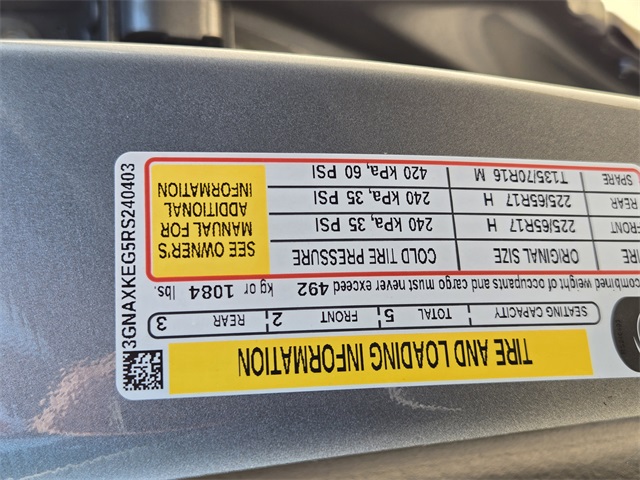 TIRE AND LOADING INFORMATION
SEATING CAPACITY TOTAL 5 FRONT 2 REAR 3
combined weight of occupants and cargo must never exceed 492 kg or 1084 lbs.
TIRE ORIGINAL SIZE COLD TIRE PRESSURE
FRONT 225/65R17 H 240 kPa, 35 PSI
REAR 225/65R17 H 240 kPa, 35 PSI
SPARE T135/70R16 M 420 kPa, 60 PSI
SEE OWNER'S
MANUAL FOR
ADDITIONAL
INFORMATION
3GNAXKEG5RS240403